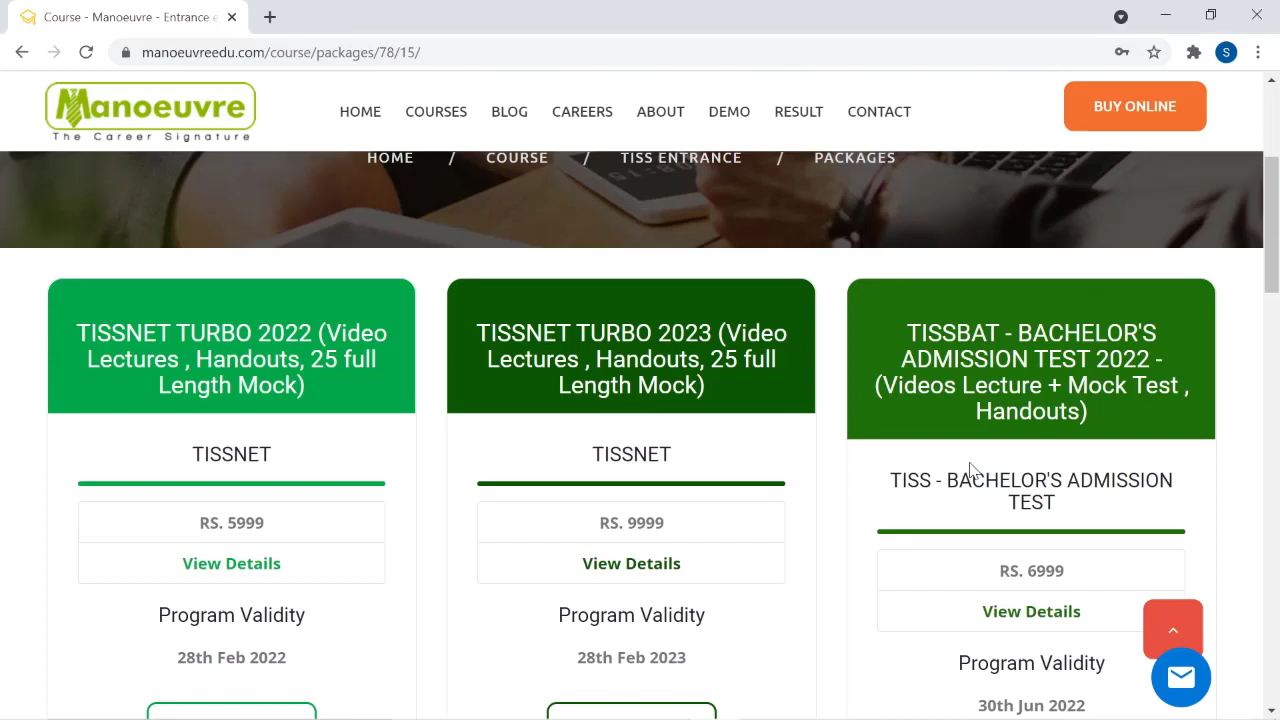 Course - Manoeuvre - Entrance e
manoeuvreedu.com/course/packages/78/15/
S
Manoeuvre
The Career Signature
HOME
COURSES
BLOG
CAREERS
ABOUT
DEMO
RESULT
CONTACT
BUY ONLINE
HOME / COURSE / TISS ENTRANCE / PACKAGES
TISSNET TURBO 2022 (Video
Lectures , Handouts, 25 full
Length Mock)
TISSNET
RS. 5999
View Details
Program Validity
28th Feb 2022
TISSNET TURBO 2023 (Video
Lectures , Handouts, 25 full
Length Mock)
TISSNET
RS. 9999
View Details
Program Validity
28th Feb 2023
TISSBAT - BACHELOR'S
ADMISSION TEST 2022 -
(Videos Lecture + Mock Test ,
Handouts)
TISS - BACHELOR'S ADMISSION
TEST
RS. 6999
View Details
Program Validity
30th Jun 2022